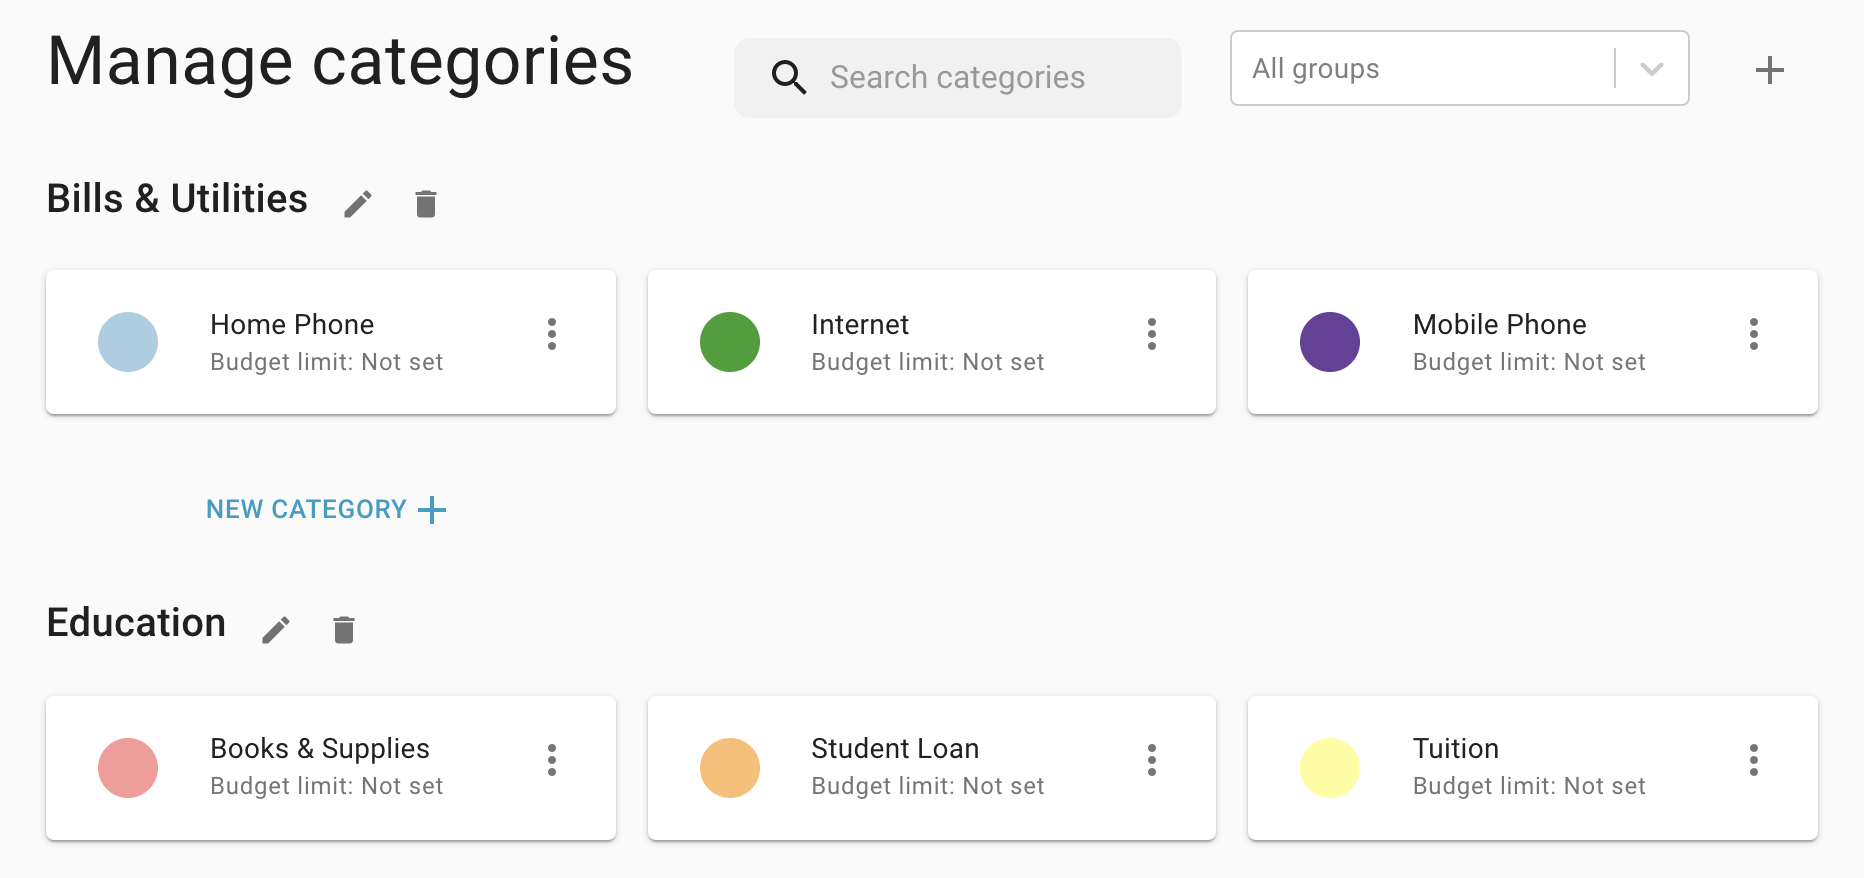 Manage categories
Search categories
All groups
Bills & Utilities
Home Phone
Budget limit: Not set
Internet
Budget limit: Not set
Mobile Phone
Budget limit: Not set
NEW CATEGORY
Education
Books & Supplies
Budget limit: Not set
Student Loan
Budget limit: Not set
Tuition
Budget limit: Not set